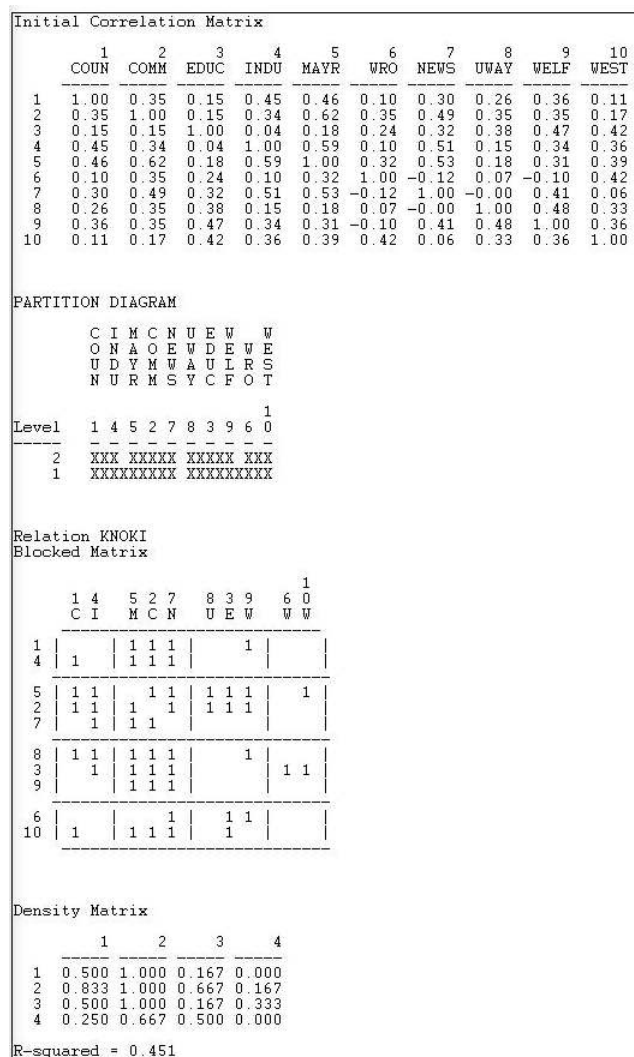 Initial Correlation Matrix
1 2 3 4 5 6 7 8 9 10
COUN COMM EDUC INDU MAYR WRO NEWS UWAY WELF WEST
----- ----- ----- ----- ----- ----- ----- ----- ----- -----
1 1.00 0.35 0.15 0.45 0.46 0.10 0.30 0.26 0.36 0.11
2 0.35 1.00 0.15 0.34 0.62 0.35 0.49 0.35 0.35 0.17
3 0.15 0.15 1.00 0.04 0.18 0.24 0.32 0.38 0.47 0.42
4 0.45 0.34 0.04 1.00 0.59 0.10 0.51 0.15 0.34 0.36
5 0.46 0.62 0.18 0.59 1.00 0.32 0.53 0.18 0.31 0.39
6 0.10 0.35 0.24 0.10 0.32 1.00 -0.12 0.07 -0.10 0.42
7 0.30 0.49 0.32 0.51 0.53 -0.12 1.00 -0.00 0.41 0.06
8 0.26 0.35 0.38 0.15 0.18 0.07 -0.00 1.00 0.48 0.33
9 0.36 0.35 0.47 0.34 0.31 -0.10 0.41 0.48 1.00 0.36
10 0.11 0.17 0.42 0.36 0.39 0.42 0.06 0.33 0.36 1.00
PARTITION DIAGRAM
C I M C N U E W   W
O N A O E W D E W E
U D Y M W A U L R S
N U R M S Y C F O T
1
Level 1 4 5 2 7 8 3 9 6 0
----- - - - - - - - - - -
2 XXX XXXXX XXXXX XXX
1 XXXXXXXXX XXXXXXXXX
Relation KNOKI
Blocked Matrix
1
1 4   5 2 7   8 3 9   6 0
C I   M C N   U E W   W W
1 |     | 1 1 1 |     1 |     |
4 | 1   | 1 1 1 |       |     |
5 | 1 1 |   1 1 | 1 1 1 |   1 |
2 | 1 1 | 1   1 | 1 1 1 |     |
7 |   1 | 1 1   |       |     |
8 | 1 1 | 1 1 1 |     1 |     |
3 |   1 | 1 1 1 |       | 1 1 |
9 |     | 1 1 1 |       |     |
6 |     |     1 |   1 1 |     |
10 | 1   | 1 1 1 |   1   |     |
Density Matrix
1 2 3 4
----- ----- ----- -----
1 0.500 1.000 0.167 0.000
2 0.833 1.000 0.667 0.167
3 0.500 1.000 0.167 0.333
4 0.250 0.667 0.500 0.000
R-squared = 0.451